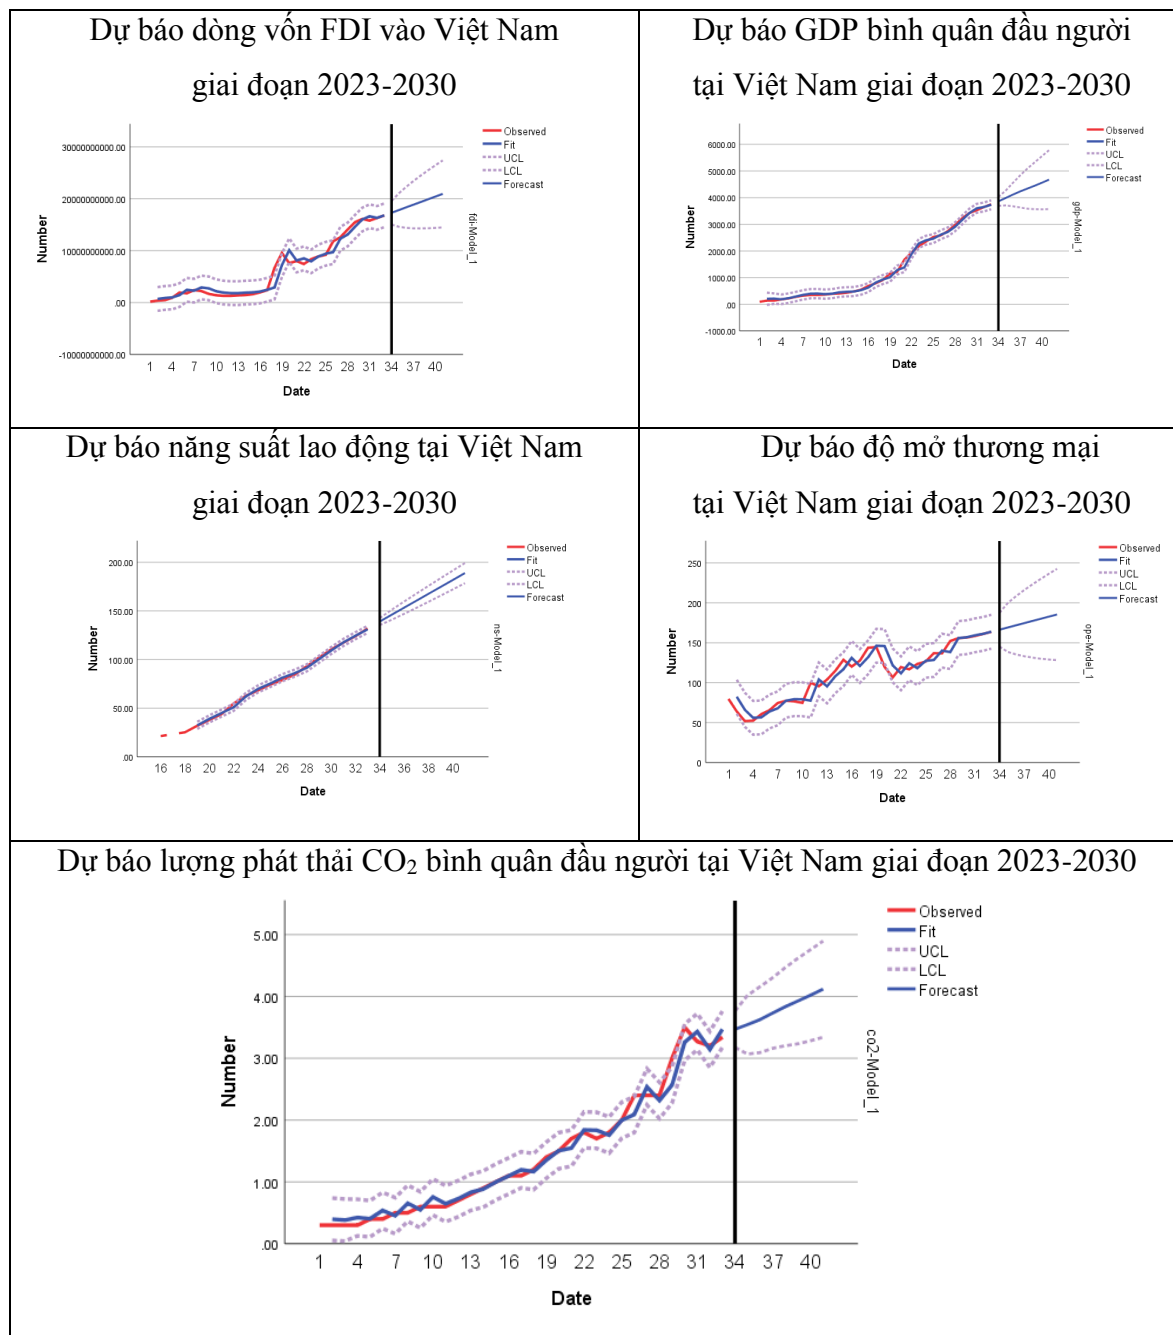 Dự báo dòng vốn FDI vào Việt Nam
giai đoạn 2023-2030
30000000000.00
20000000000.00
10000000000.00
.00
-10000000000.00
Number
1 4 7 10 13 16 19 22 25 28 31 34 37 40
Date
Observed
Fit
UCL
LCL
Forecast
fdi-Model_1
Dự báo GDP bình quân đầu người
tại Việt Nam giai đoạn 2023-2030
6000.00
5000.00
4000.00
3000.00
2000.00
1000.00
.00
-1000.00
Number
1 4 7 10 13 16 19 22 25 28 31 34 37 40
Date
Observed
Fit
UCL
LCL
Forecast
gdp-Model_1
Dự báo năng suất lao động tại Việt Nam
giai đoạn 2023-2030
200.00
150.00
100.00
50.00
.00
Number
16 18 20 22 24 26 28 30 32 34 36 38 40
Date
Observed
Fit
UCL
LCL
Forecast
ns-Model_1
Dự báo độ mở thương mại
tại Việt Nam giai đoạn 2023-2030
250
200
150
100
50
0
Number
1 4 7 10 13 16 19 22 25 28 31 34 37 40
Date
Observed
Fit
UCL
LCL
Forecast
ope-Model_1
Dự báo lượng phát thải CO₂ bình quân đầu người tại Việt Nam giai đoạn 2023-2030
5.00
4.00
3.00
2.00
1.00
.00
Number
1 4 7 10 13 16 19 22 25 28 31 34 37 40
Date
Observed
Fit
UCL
LCL
Forecast
co2-Model_1